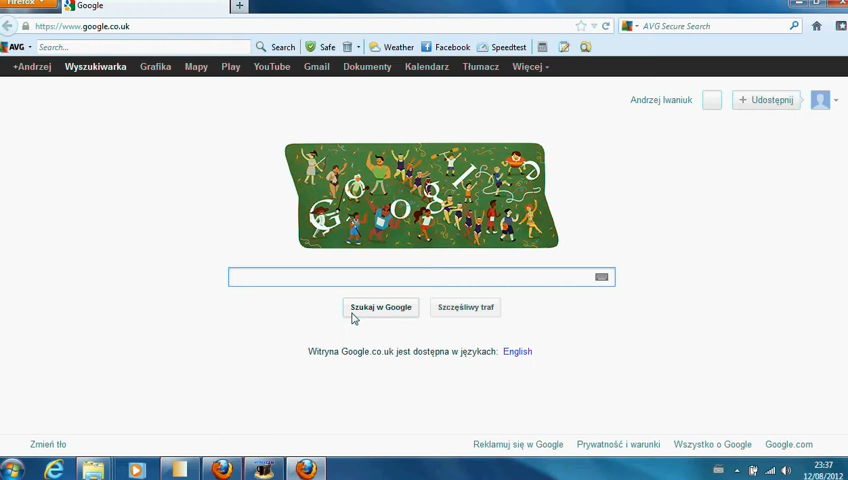 Firefox
Google
https://www.google.co.uk
AVG Secure Search
AVG Search... Search Safe Weather Facebook Speedtest
+Andrzej Wyszukiwarka Grafika Mapy Play YouTube Gmail Dokumenty Kalendarz Tłumacz Więcej
Andrzej Iwaniuk + Udostępnij
Google
Szukaj w Google Szczęśliwy traf
Witryna Google.co.uk jest dostępna w językach: English
Zmień tło Reklamuj się w Google Prywatność i warunki Wszystko o Google Google.com
23:37
12/08/2012